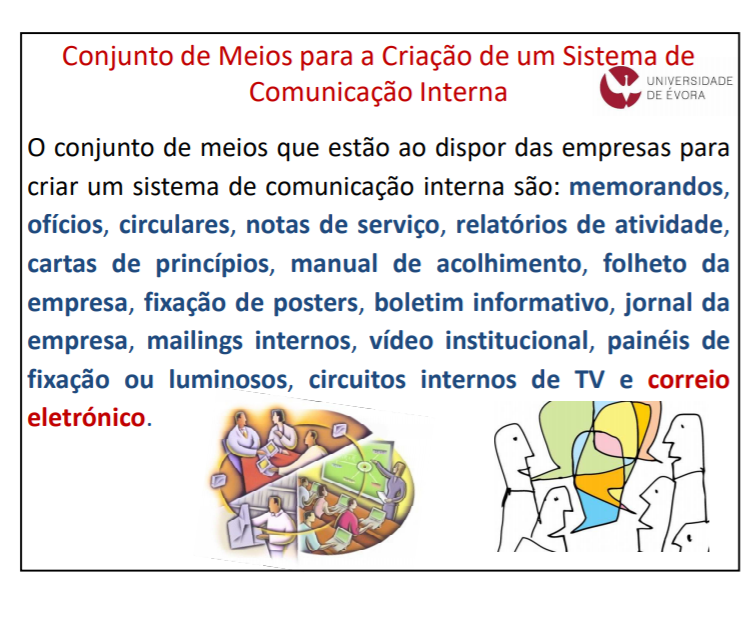 Conjunto de Meios para a Criação de um Sistema de
Comunicação Interna
UNIVERSIDADE
DE ÉVORA
O conjunto de meios que estão ao dispor das empresas para
criar um sistema de comunicação interna são: memorandos,
ofícios, circulares, notas de serviço, relatórios de atividade,
cartas de princípios, manual de acolhimento, folheto da
empresa, fixação de posters, boletim informativo, jornal da
empresa, mailings internos, vídeo institucional, painéis de
fixação ou luminosos, circuitos internos de TV e correio
eletrónico.